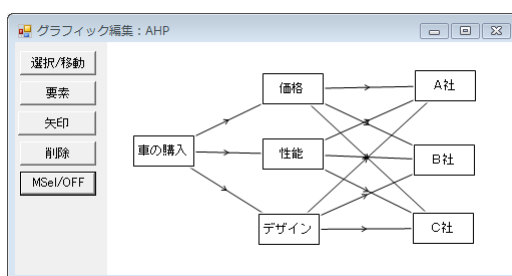 グラフィック編集：AHP
選択/移動
要素
矢印
削除
MSel/OFF
車の購入
価格
性能
デザイン
A社
B社
C社